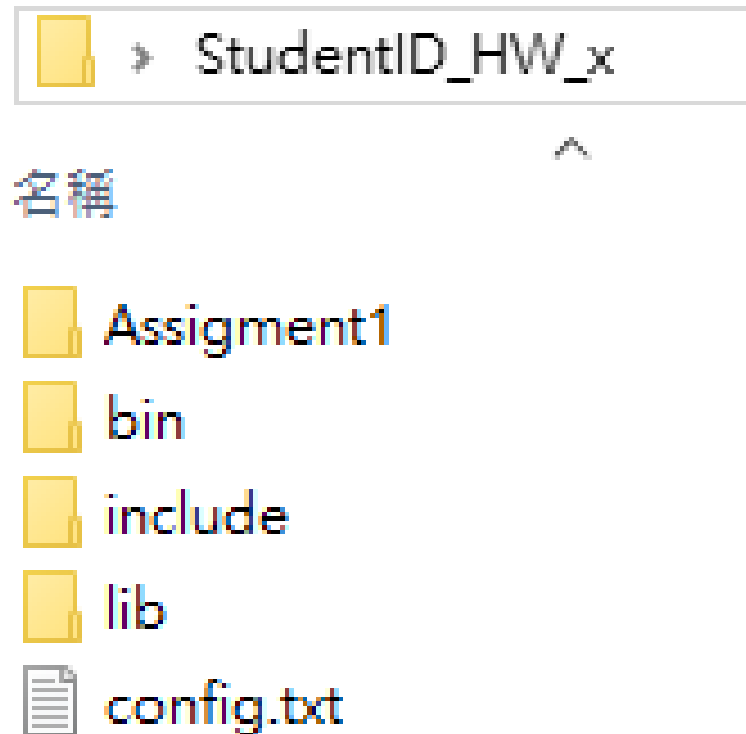 StudentID_HW_x
名稱
Assigment1
bin
include
lib
config.txt